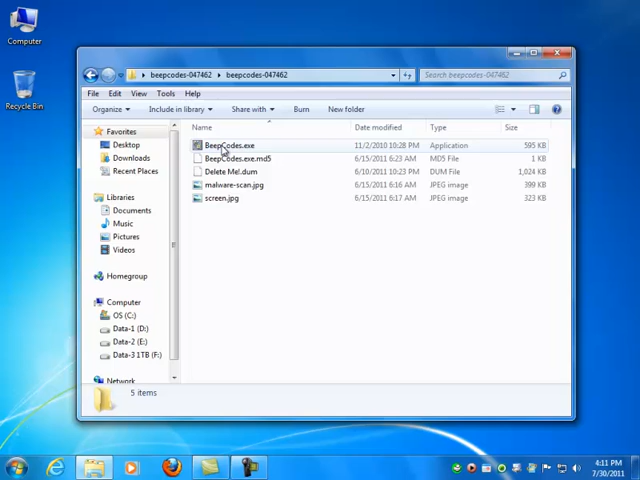 Computer
Recycle Bin
beepcodes-047462 beepcodes-047462
Search beepcodes-047462
File Edit View Tools Help
Organize Include in library Share with Burn New folder
Name Date modified Type Size
BeepCodes.exe 11/2/2010 10:28 PM Application 595 KB
BeepCodes.exe.md5 6/15/2011 6:23 AM MD5 File 1 KB
Delete Me!.dum 6/10/2011 10:23 PM DUM File 1,024 KB
malware-scan.jpg 6/15/2011 6:16 AM JPEG image 399 KB
screen.jpg 6/15/2011 6:17 AM JPEG image 323 KB
Favorites
Desktop
Downloads
Recent Places
Libraries
Documents
Music
Pictures
Videos
Homegroup
Computer
OS (C:)
Data-1 (D:)
Data-2 (E:)
Data-3 1TB (F:)
Network
5 items
4:11 PM
7/30/2011